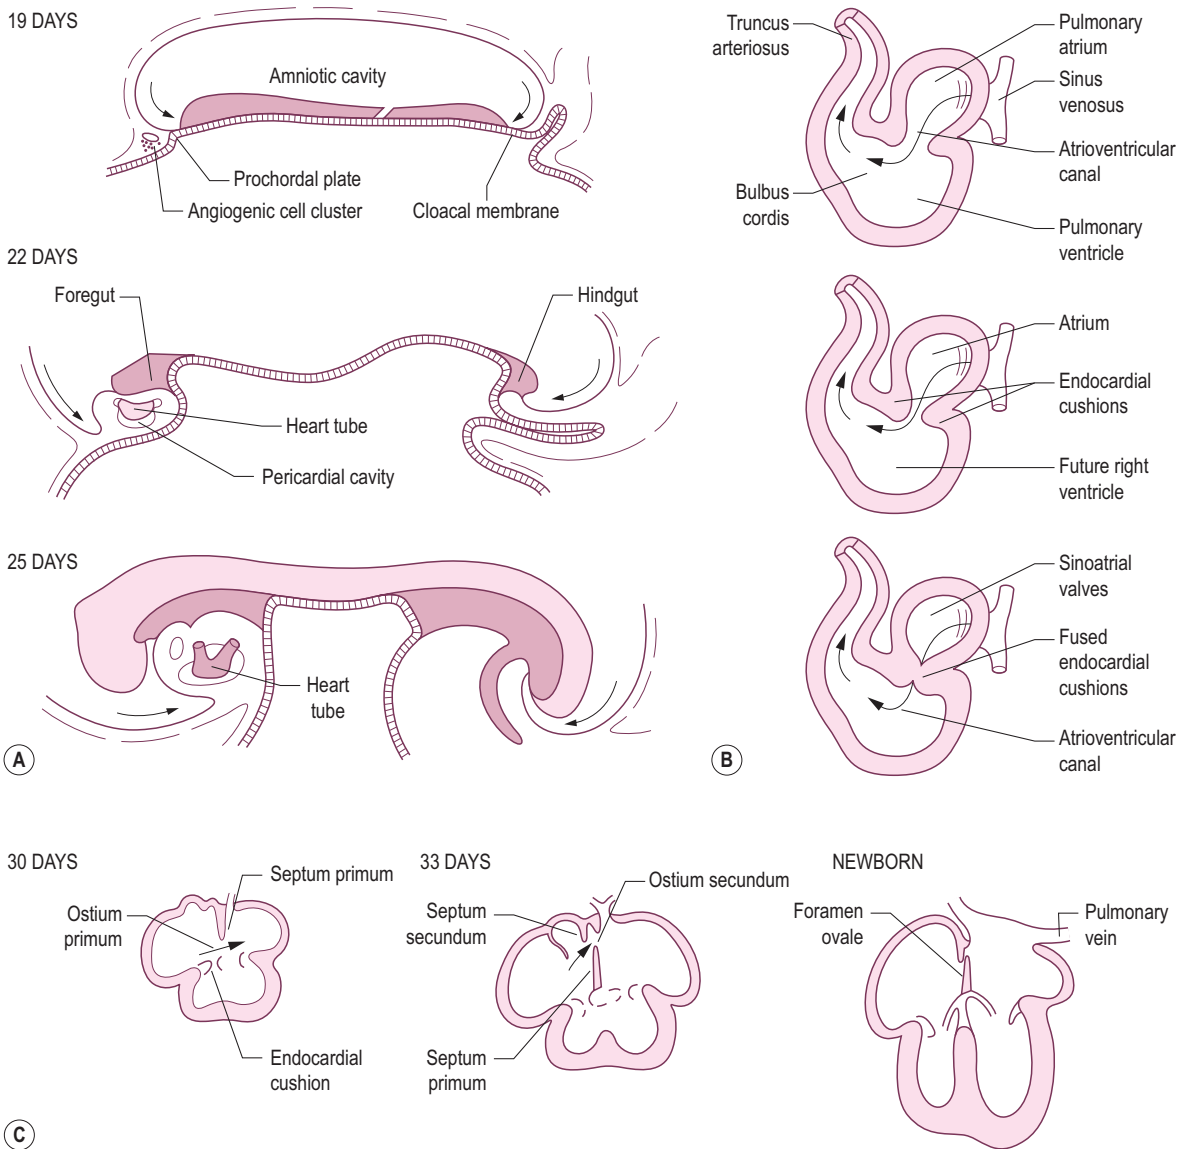 19 DAYS
Amniotic cavity
Prochordal plate
Angiogenic cell cluster
Cloacal membrane
22 DAYS
Foregut
Hindgut
Heart tube
Pericardial cavity
25 DAYS
Heart
tube
A
Truncus
arteriosus
Pulmonary
atrium
Sinus
venosus
Atrioventricular
canal
Bulbus
cordis
Pulmonary
ventricle
Atrium
Endocardial
cushions
Future right
ventricle
Sinoatrial
valves
Fused
endocardial
cushions
Atrioventricular
canal
B
30 DAYS
Septum primum
Ostium
primum
Endocardial
cushion
33 DAYS
Ostium secundum
Septum
secundum
Septum
primum
NEWBORN
Foramen
ovale
Pulmonary
vein
C